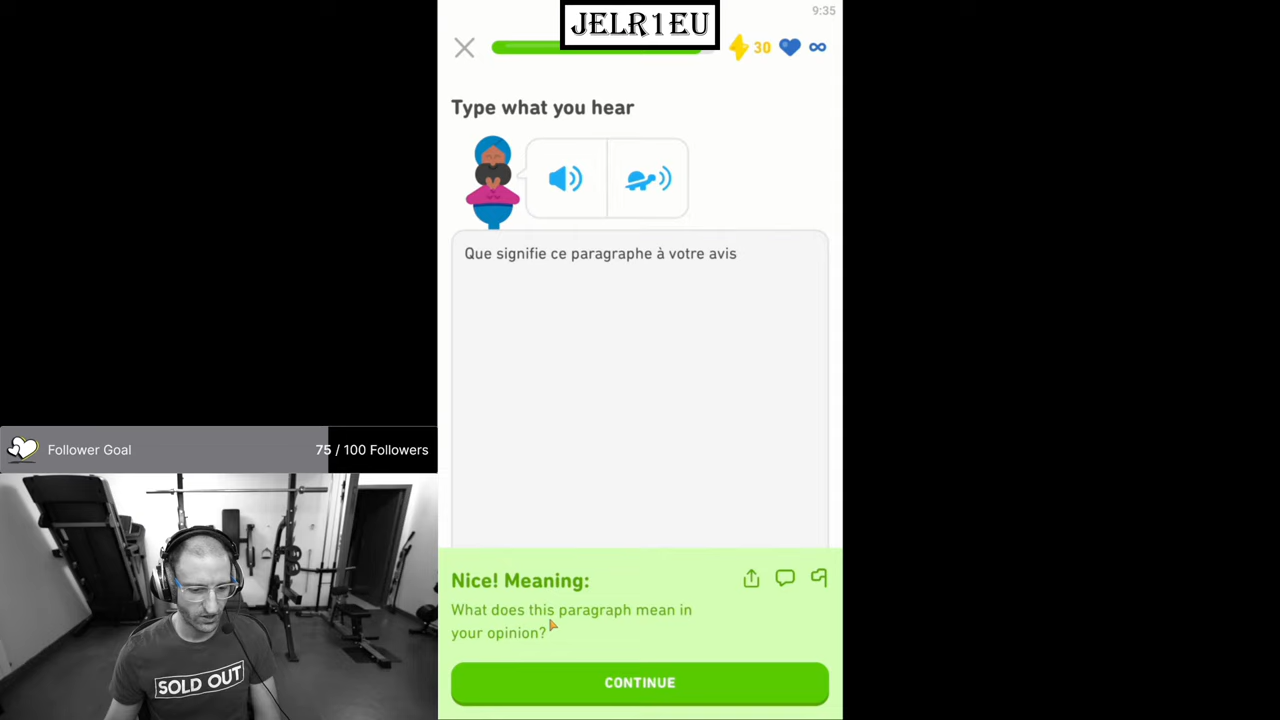 JELR1EU
9:35
30
Type what you hear
Que signifie ce paragraphe à votre avis
Follower Goal
75 / 100 Followers
SOLD OUT
Nice! Meaning:
What does this paragraph mean in
your opinion?
CONTINUE